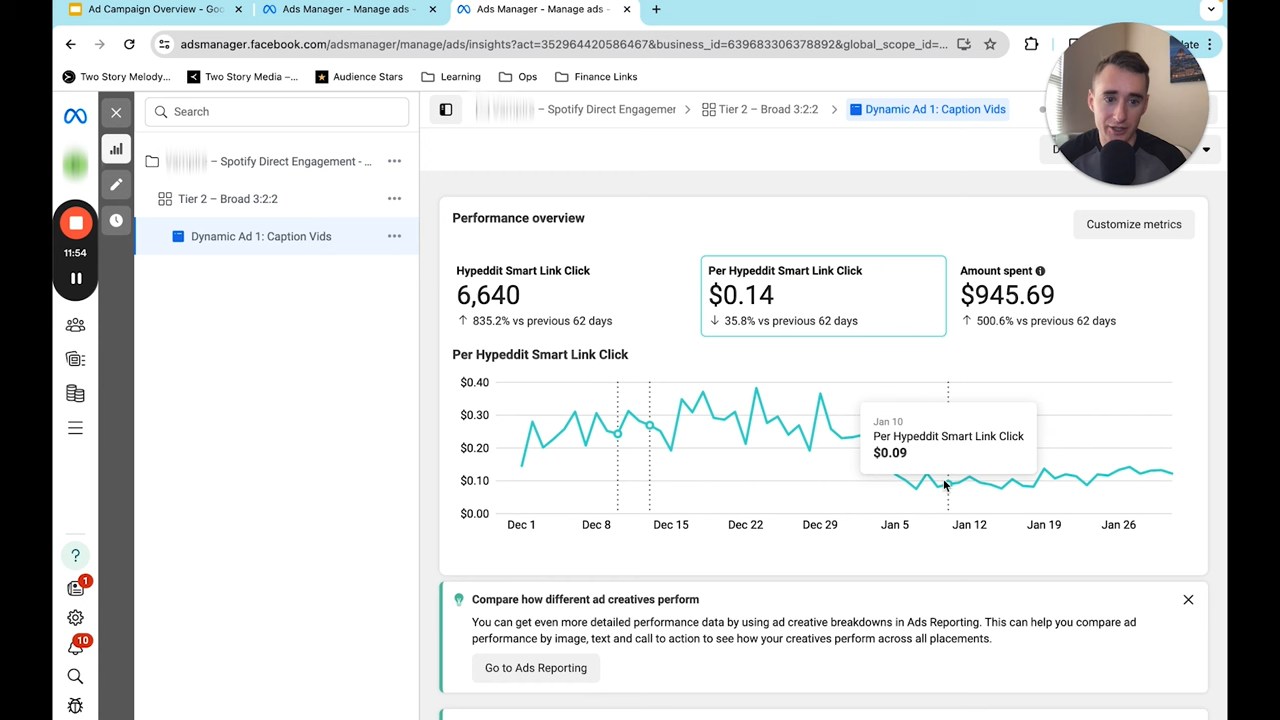 Ad Campaign Overview - Goo
Ads Manager - Manage ads -
Ads Manager - Manage ads -
adsmanager.facebook.com/adsmanager/manage/ads/insights?act=352964420586467&business_id=639683306378892&global_scope_id=...
Two Story Melody...
Two Story Media –...
Audience Stars
Learning
Ops
Finance Links
Search
– Spotify Direct Engagemer
Tier 2 – Broad 3:2:2
Dynamic Ad 1: Caption Vids
– Spotify Direct Engagement - ...
Tier 2 – Broad 3:2:2
Dynamic Ad 1: Caption Vids
11:54
Performance overview
Customize metrics
Hypeddit Smart Link Click
6,640
↑ 835.2% vs previous 62 days
Per Hypeddit Smart Link Click
$0.14
↓ 35.8% vs previous 62 days
Amount spent
$945.69
↑ 500.6% vs previous 62 days
Per Hypeddit Smart Link Click
$0.40
$0.30
$0.20
$0.10
$0.00
Jan 10
Per Hypeddit Smart Link Click
$0.09
Dec 1 Dec 8 Dec 15 Dec 22 Dec 29 Jan 5 Jan 12 Jan 19 Jan 26
Compare how different ad creatives perform
You can get even more detailed performance data by using ad creative breakdowns in Ads Reporting. This can help you compare ad
performance by image, text and call to action to see how your creatives perform across all placements.
Go to Ads Reporting
1
10